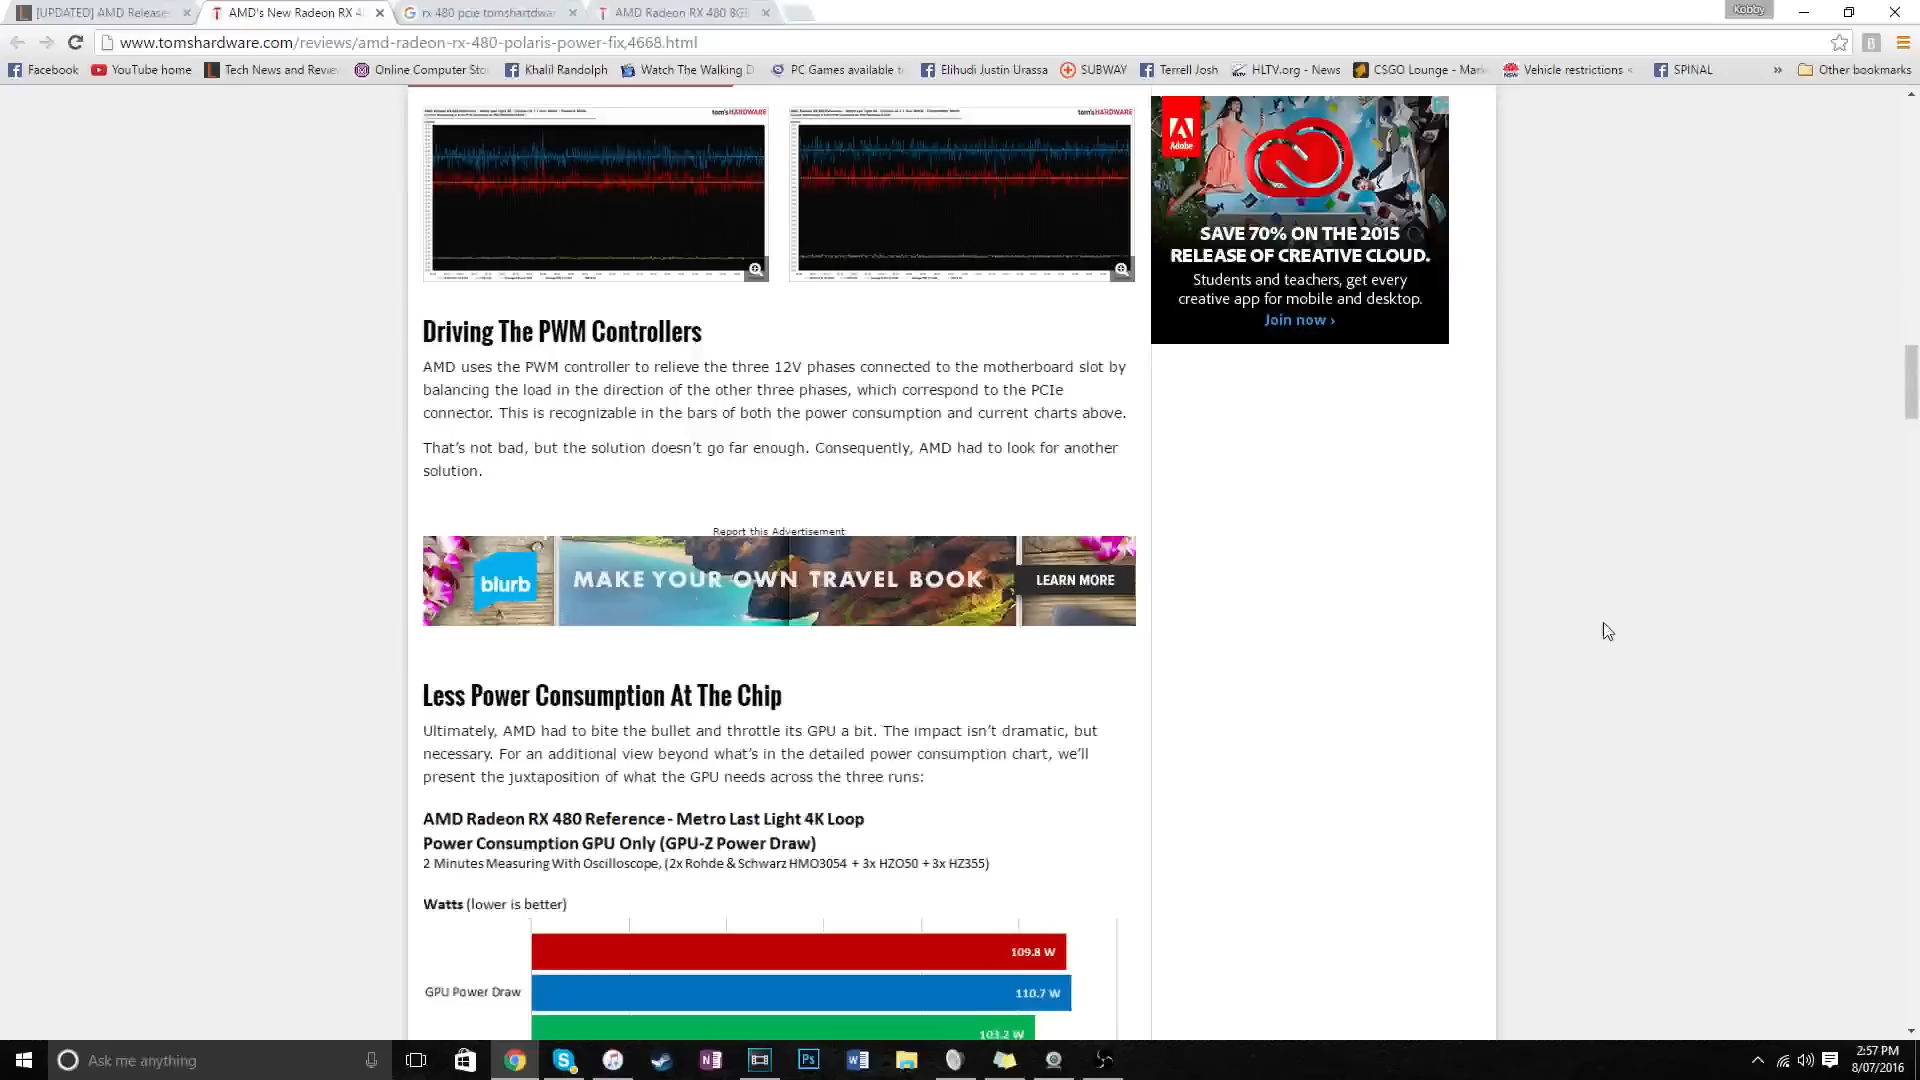 [UPDATED] AMD Release
AMD's New Radeon RX 4
rx 480 pcie tomshartdwar
AMD Radeon RX 480 8GB
Kobby
www.tomshardware.com/reviews/amd-radeon-rx-480-polaris-power-fix,4668.html
Facebook
YouTube home
Tech News and Revie
Online Computer Sto
Khalil Randolph
Watch The Walking D
PC Games available t
Elihudi Justin Urassa
SUBWAY
Terrell Josh
HLTV.org - News
CSGO Lounge - Mark
Vehicle restrictions <
SPINAL
»
Other bookmarks
tom'sHARDWARE
tom'sHARDWARE
Adobe
SAVE 70% ON THE 2015
RELEASE OF CREATIVE CLOUD.
Students and teachers, get every
creative app for mobile and desktop.
Join now ›
Driving The PWM Controllers
AMD uses the PWM controller to relieve the three 12V phases connected to the motherboard slot by
balancing the load in the direction of the other three phases, which correspond to the PCIe
connector. This is recognizable in the bars of both the power consumption and current charts above.
That's not bad, but the solution doesn't go far enough. Consequently, AMD had to look for another
solution.
Report this Advertisement
blurb
MAKE YOUR OWN TRAVEL BOOK
LEARN MORE
Less Power Consumption At The Chip
Ultimately, AMD had to bite the bullet and throttle its GPU a bit. The impact isn't dramatic, but
necessary. For an additional view beyond what's in the detailed power consumption chart, we'll
present the juxtaposition of what the GPU needs across the three runs:
AMD Radeon RX 480 Reference - Metro Last Light 4K Loop
Power Consumption GPU Only (GPU-Z Power Draw)
2 Minutes Measuring With Oscilloscope, (2x Rohde & Schwarz HMO3054 + 3x HZO50 + 3x HZ355)
Watts (lower is better)
109.8 W
GPU Power Draw
110.7 W
103.2 W
Ask me anything
2:57 PM
8/07/2016